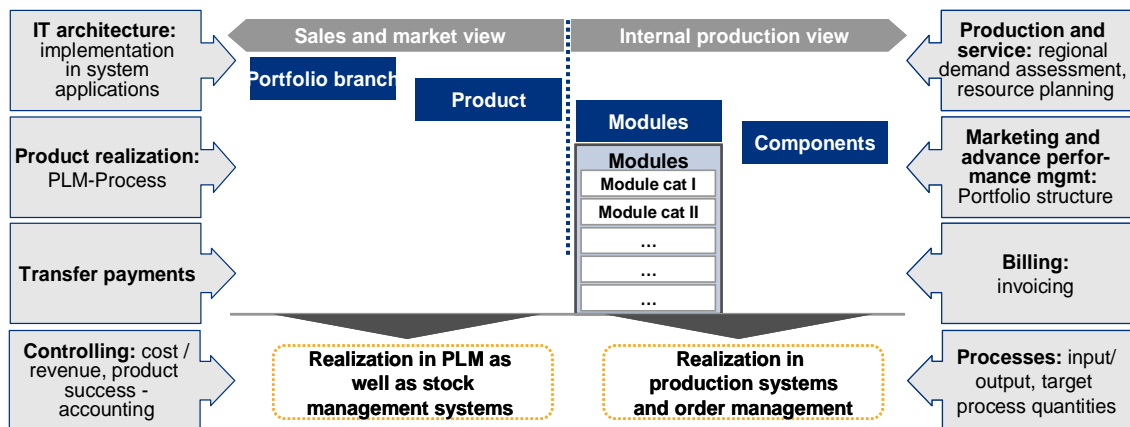 IT architecture:
implementation
in system
applications
Product realization:
PLM-Process
Transfer payments
Controlling: cost /
revenue, product
success -
accounting
Sales and market view
Internal production view
Portfolio branch
Product
Modules
Components
Modules
Module cat I
Module cat II
...
...
...
Realization in PLM as
well as stock
management systems
Realization in
production systems
and order management
Production and
service: regional
demand assessment,
resource planning
Marketing and
advance perfor-
mance mgmt:
Portfolio structure
Billing:
invoicing
Processes: input/
output, target
process quantities